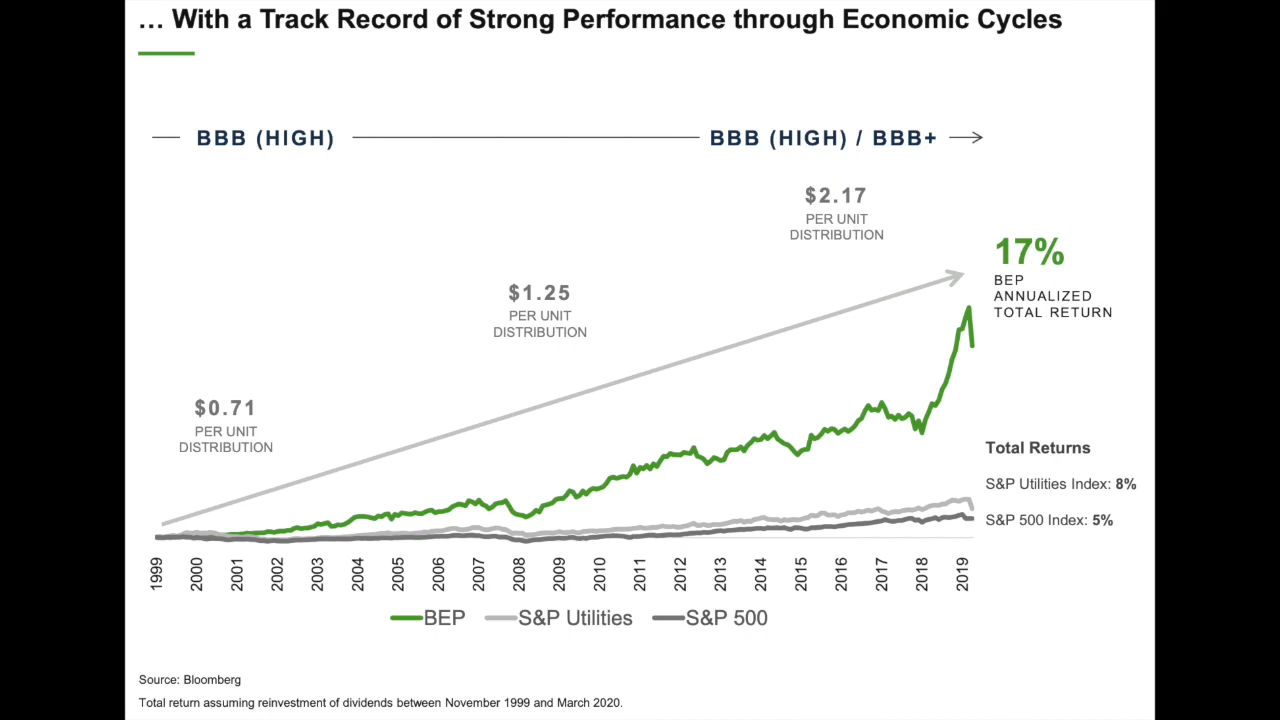 ... With a Track Record of Strong Performance through Economic Cycles
BBB (HIGH)
BBB (HIGH) / BBB+
$2.17
PER UNIT
DISTRIBUTION
17%
BEP
ANNUALIZED
TOTAL RETURN
$1.25
PER UNIT
DISTRIBUTION
$0.71
PER UNIT
DISTRIBUTION
Total Returns
S&P Utilities Index: 8%
S&P 500 Index: 5%
1999 2000 2001 2002 2003 2004 2005 2006 2007 2008 2009 2010 2011 2012 2013 2014 2015 2016 2017 2018 2019
BEP S&P Utilities S&P 500
Source: Bloomberg
Total return assuming reinvestment of dividends between November 1999 and March 2020.